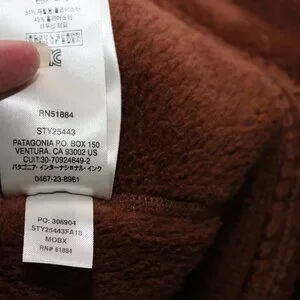 RN51884
STY25443
PATAGONIA P.O. BOX 150
VENTURA, CA 93002 US
CUIT:30-70924849-2
パタゴニア・インターナショナル・インク
0467-23-8961
PO: 306904
STY25443FA18
MOBX
RN# 51884